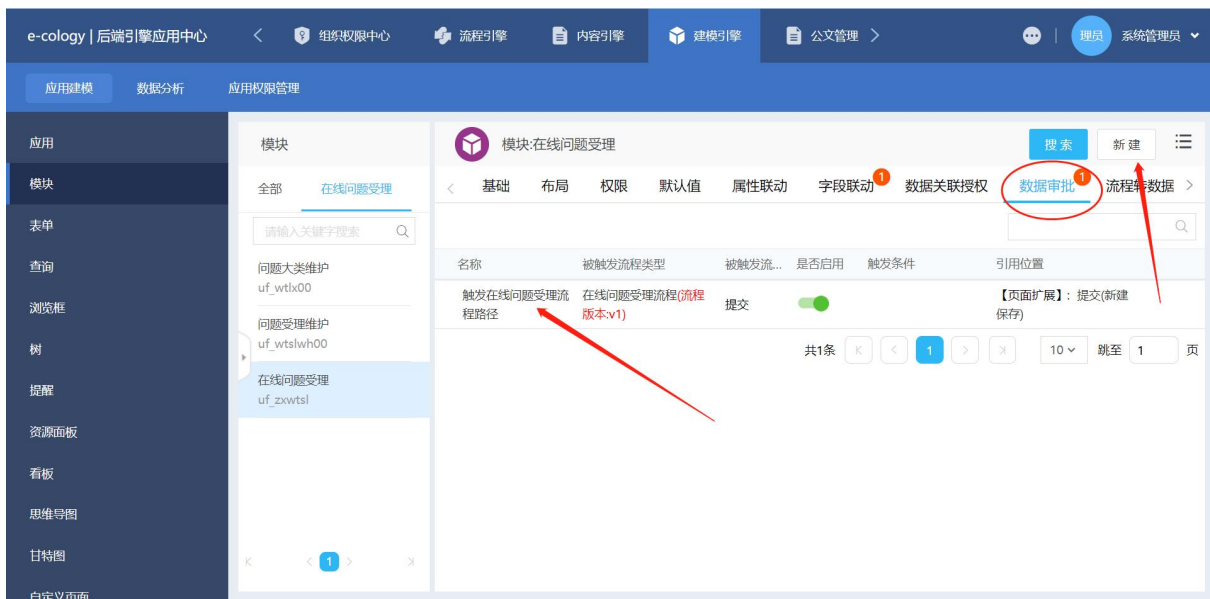 e-cology | 后端引擎应用中心
组织权限中心
流程引擎
内容引擎
建模引擎
公文管理
理员
系统管理员
应用建模
数据分析
应用权限管理
应用
模块
表单
查询
浏览框
树
提醒
资源面板
看板
思维导图
甘特图
自定义页面
模块
全部
在线问题受理
请输入关键字搜索
问题大类维护
uf_wtlx00
问题受理维护
uf_wtslwh00
在线问题受理
uf_zxwtsl
1
模块:在线问题受理
搜索
新建
基础
布局
权限
默认值
属性联动
字段联动
1
数据关联授权
数据审批
1
流程转数据
名称
被触发流程类型
被触发流...
是否启用
触发条件
引用位置
触发在线问题受理流
程路径
在线问题受理流程(流程
版本:v1)
提交
【页面扩展】: 提交(新建
保存)
共1条
1
10
跳至
1
页